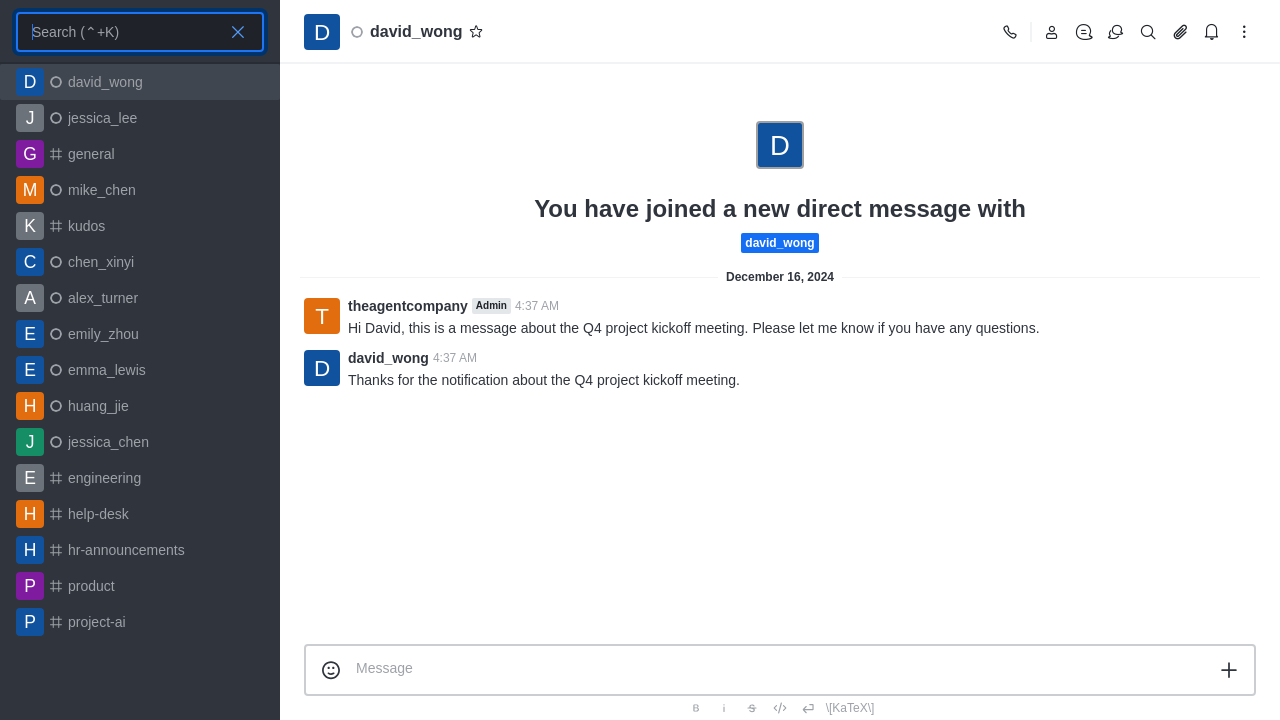 Search (⌃+K)
D david_wong
J jessica_lee
G general
M mike_chen
K kudos
C chen_xinyi
A alex_turner
E emily_zhou
E emma_lewis
H huang_jie
J jessica_chen
E engineering
H help-desk
H hr-announcements
P product
P project-ai
D david_wong
D
You have joined a new direct message with
david_wong
December 16, 2024
T theagentcompany Admin 4:37 AM
Hi David, this is a message about the Q4 project kickoff meeting. Please let me know if you have any questions.
D david_wong 4:37 AM
Thanks for the notification about the Q4 project kickoff meeting.
Message
B i S \[KaTeX\]